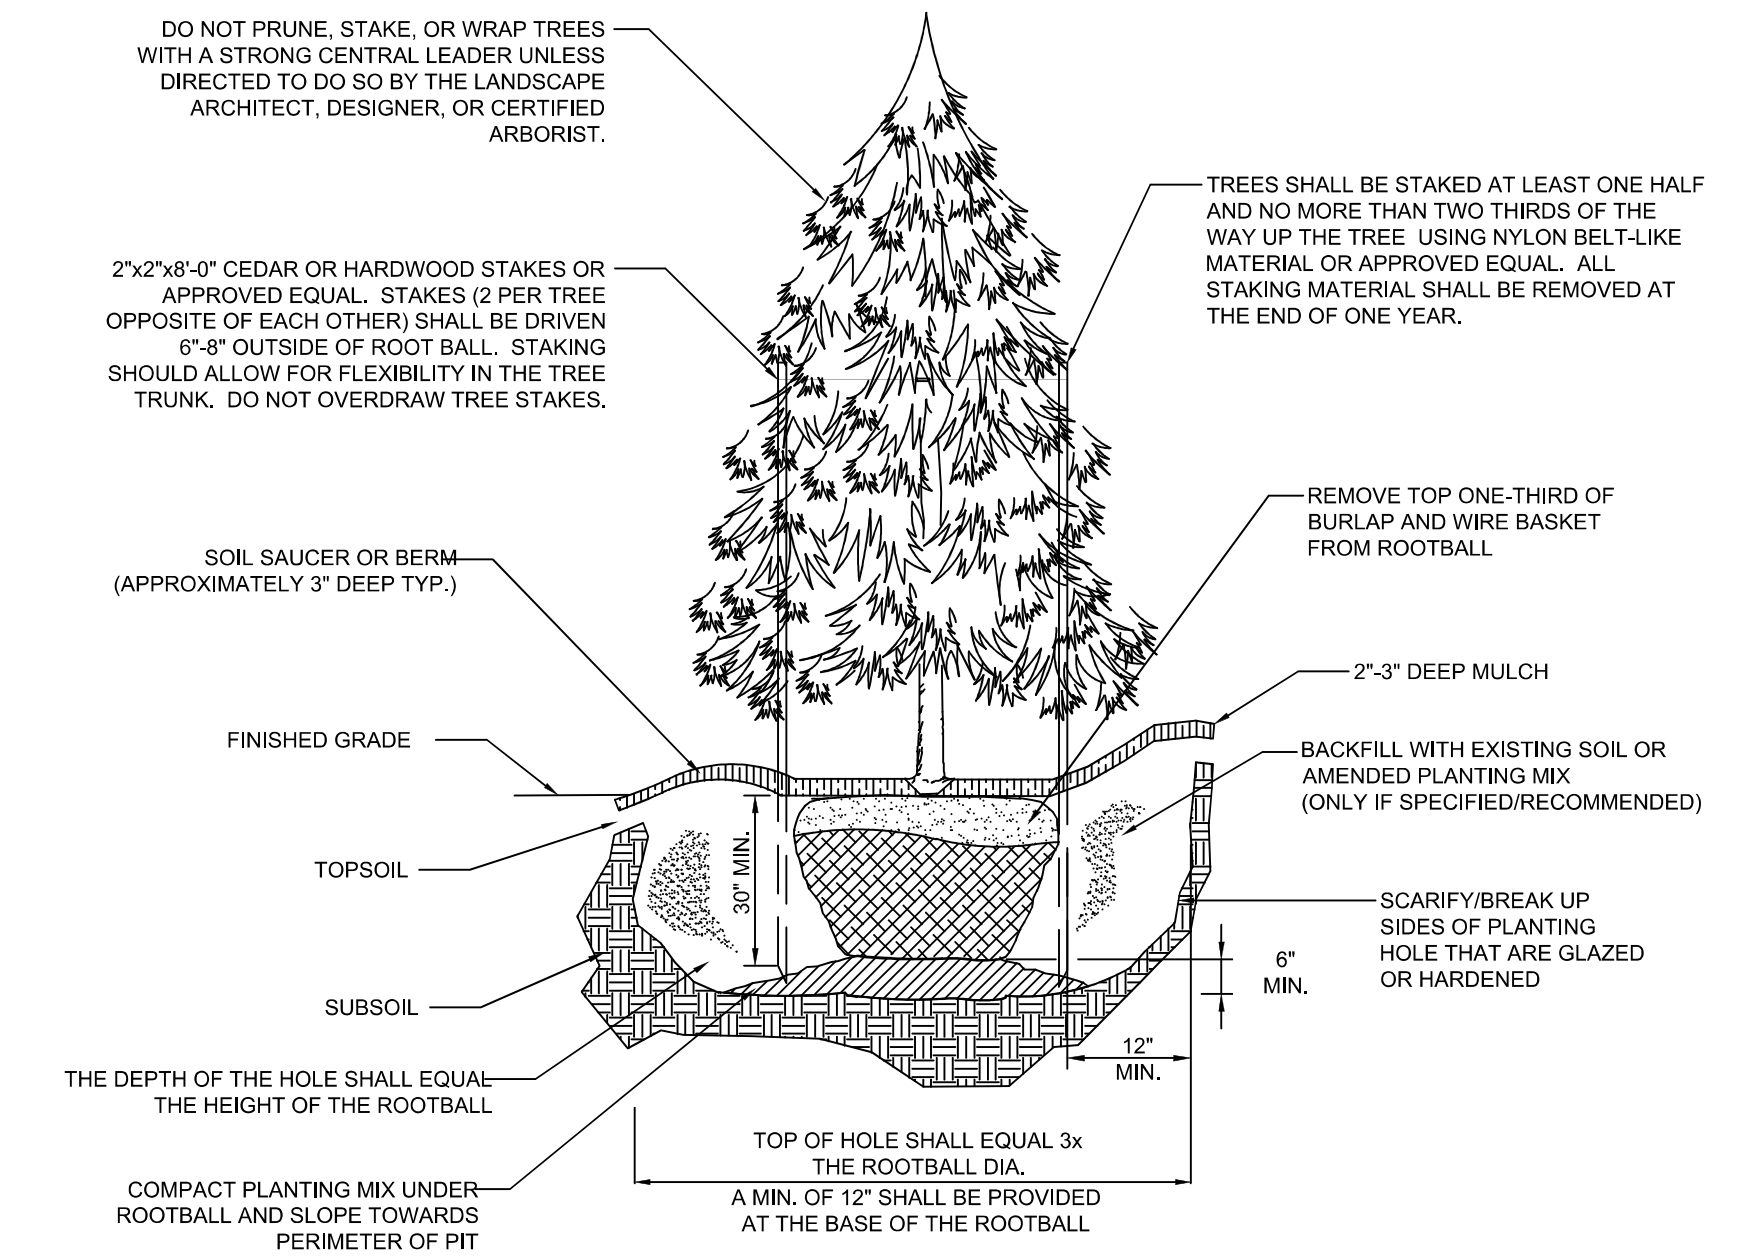 DO NOT PRUNE, STAKE, OR WRAP TREES
WITH A STRONG CENTRAL LEADER UNLESS
DIRECTED TO DO SO BY THE LANDSCAPE
ARCHITECT, DESIGNER, OR CERTIFIED
ARBORIST.
2"x2"x8'-0" CEDAR OR HARDWOOD STAKES OR
APPROVED EQUAL.  STAKES (2 PER TREE
OPPOSITE OF EACH OTHER) SHALL BE DRIVEN
6"-8" OUTSIDE OF ROOT BALL.  STAKING
SHOULD ALLOW FOR FLEXIBILITY IN THE TREE
TRUNK.  DO NOT OVERDRAW TREE STAKES.
SOIL SAUCER OR BERM
(APPROXIMATELY 3" DEEP TYP.)
FINISHED GRADE
TOPSOIL
SUBSOIL
THE DEPTH OF THE HOLE SHALL EQUAL
THE HEIGHT OF THE ROOTBALL
COMPACT PLANTING MIX UNDER
ROOTBALL AND SLOPE TOWARDS
PERIMETER OF PIT
TREES SHALL BE STAKED AT LEAST ONE HALF
AND NO MORE THAN TWO THIRDS OF THE
WAY UP THE TREE  USING NYLON BELT-LIKE
MATERIAL OR APPROVED EQUAL.  ALL
STAKING MATERIAL SHALL BE REMOVED AT
THE END OF ONE YEAR.
REMOVE TOP ONE-THIRD OF
BURLAP AND WIRE BASKET
FROM ROOTBALL
2"-3" DEEP MULCH
BACKFILL WITH EXISTING SOIL OR
AMENDED PLANTING MIX
(ONLY IF SPECIFIED/RECOMMENDED)
SCARIFY/BREAK UP
SIDES OF PLANTING
HOLE THAT ARE GLAZED
OR HARDENED
30" MIN.
6"
MIN.
12"
MIN.
TOP OF HOLE SHALL EQUAL 3x
THE ROOTBALL DIA.
A MIN. OF 12" SHALL BE PROVIDED
AT THE BASE OF THE ROOTBALL